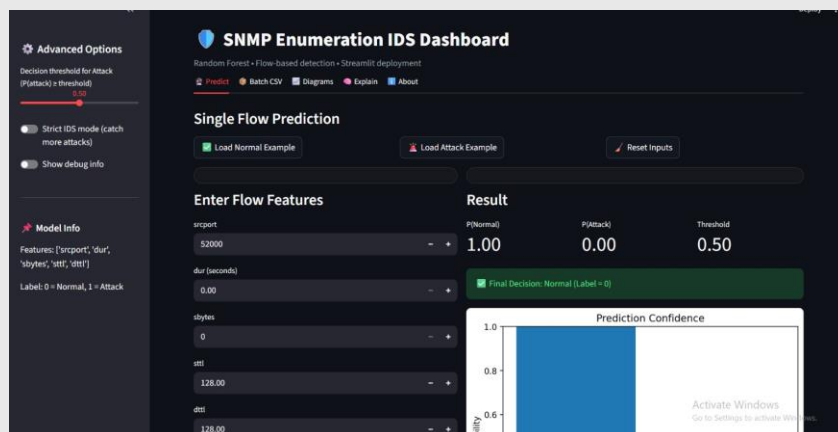 Advanced Options
Decision threshold for Attack
(P(attack) ≥ threshold)
0.50
Strict IDS mode (catch
more attacks)
Show debug info
Model Info
Features: ['srcport', 'dur',
'sbytes', 'sttl', 'dttl']
Label: 0 = Normal, 1 = Attack
SNMP Enumeration IDS Dashboard
Random Forest • Flow-based detection • Streamlit deployment
Predict Batch CSV Diagrams Explain About
Single Flow Prediction
Load Normal Example Load Attack Example Reset Inputs
Enter Flow Features
srcport
52000 − +
dur (seconds)
0.00 − +
sbytes
0 − +
sttl
128.00 − +
dttl
128.00 − +
Result
P(Normal) P(Attack) Threshold
1.00 0.00 0.50
Final Decision: Normal (Label = 0)
Prediction Confidence
1.0
0.8
0.6
Activate Windows
Go to Settings to activate Windows.